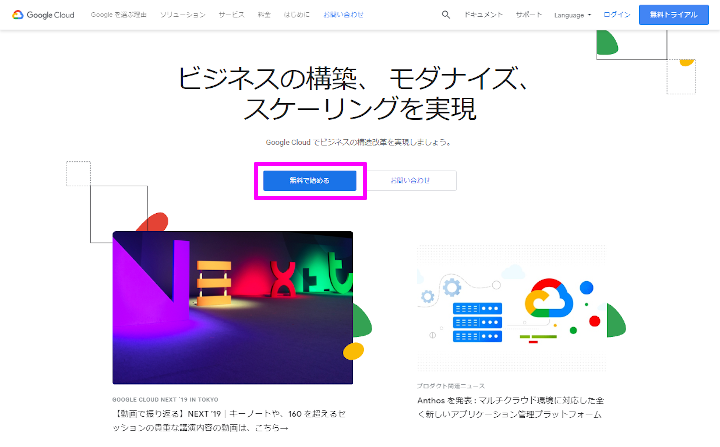 Google Cloud
Google を選ぶ理由 ソリューション サービス 料金 はじめに お問い合わせ ドキュメント サポート Language ログイン 無料トライアル
ビジネスの構築、 モダナイズ、
スケーリングを実現
Google Cloud でビジネスの構造改革を実現しましょう。
無料で始める お問い合わせ
NEXT
GOOGLE CLOUD NEXT '19 IN TOKYO
【動画で振り返る】NEXT '19 | キーノートや、160 を超えるセ
ッションの貴重な講演内容の動画は、こちら→
プロダクト関連ニュース
Anthos を発表 : マルチクラウド環境に対応した全
く新しいアプリケーション管理プラットフォーム